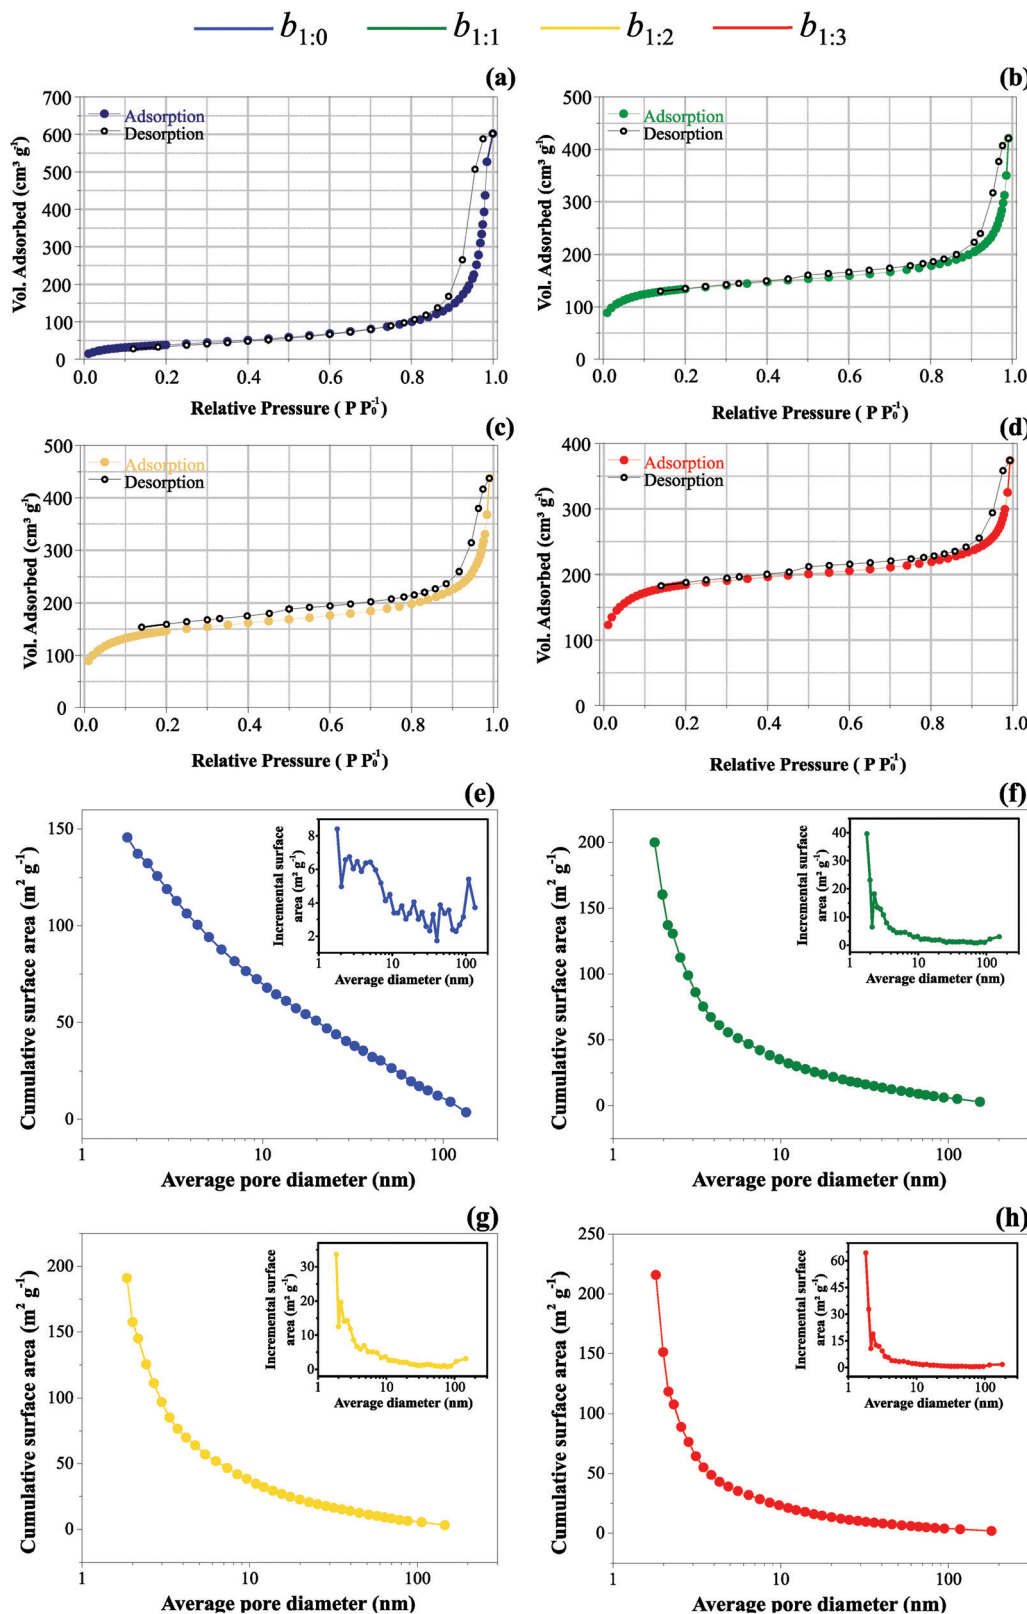 b1:0 b1:1 b1:2 b1:3
(a)
700
600
500
400
300
200
100
0
Vol. Adsorbed (cm³ g-1)
Adsorption
Desorption
0.0 0.2 0.4 0.6 0.8 1.0
Relative Pressure ( P P0-1)
(b)
500
400
300
200
100
0
Vol. Adsorbed (cm³ g-1)
Adsorption
Desorption
0.0 0.2 0.4 0.6 0.8 1.0
Relative Pressure ( P P0-1)
(c)
500
400
300
200
100
0
Vol. Adsorbed (cm³ g-1)
Adsorption
Desorption
0.0 0.2 0.4 0.6 0.8 1.0
Relative Pressure ( P P0-1)
(d)
400
300
200
100
0
Vol. Adsorbed (cm³ g-1)
Adsorption
Desorption
0.0 0.2 0.4 0.6 0.8 1.0
Relative Pressure ( P P0-1)
(e)
150
100
50
0
Cumulative surface area (m² g-1)
8
6
4
2
Incremental surface
area (m² g-1)
1 10 100
Average diameter (nm)
1 10 100
Average pore diameter (nm)
(f)
200
150
100
50
0
Cumulative surface area (m² g-1)
40
30
20
10
0
Incremental surface
area (m² g-1)
1 10 100
Average diameter (nm)
1 10 100
Average pore diameter (nm)
(g)
200
150
100
50
0
Cumulative surface area (m² g-1)
30
20
10
0
Incremental surface
area (m² g-1)
1 10 100
Average diameter (nm)
1 10 100
Average pore diameter (nm)
(h)
250
200
150
100
50
0
Cumulative surface area (m² g-1)
60
45
30
15
0
Incremental surface
area (m² g-1)
1 10 100
Average diameter (nm)
1 10 100
Average pore diameter (nm)